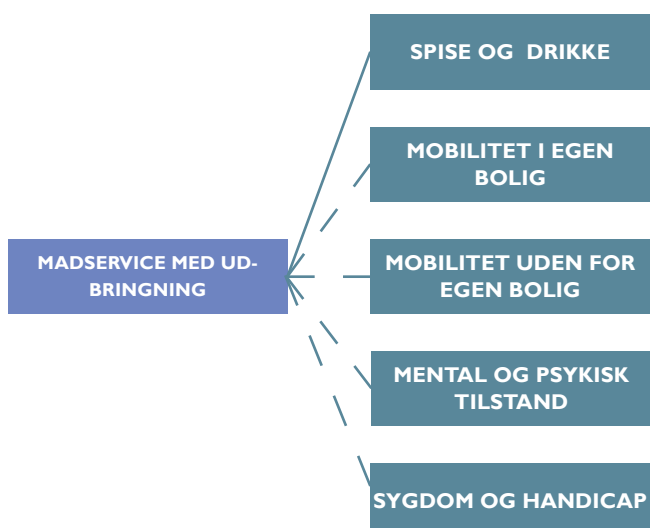 SPISE OG DRIKKE
MOBILITET I EGEN
BOLIG
MADSERVICE MED UD-
BRINGNING
MOBILITET UDEN FOR
EGEN BOLIG
MENTAL OG PSYKISK
TILSTAND
SYGDOM OG HANDICAP